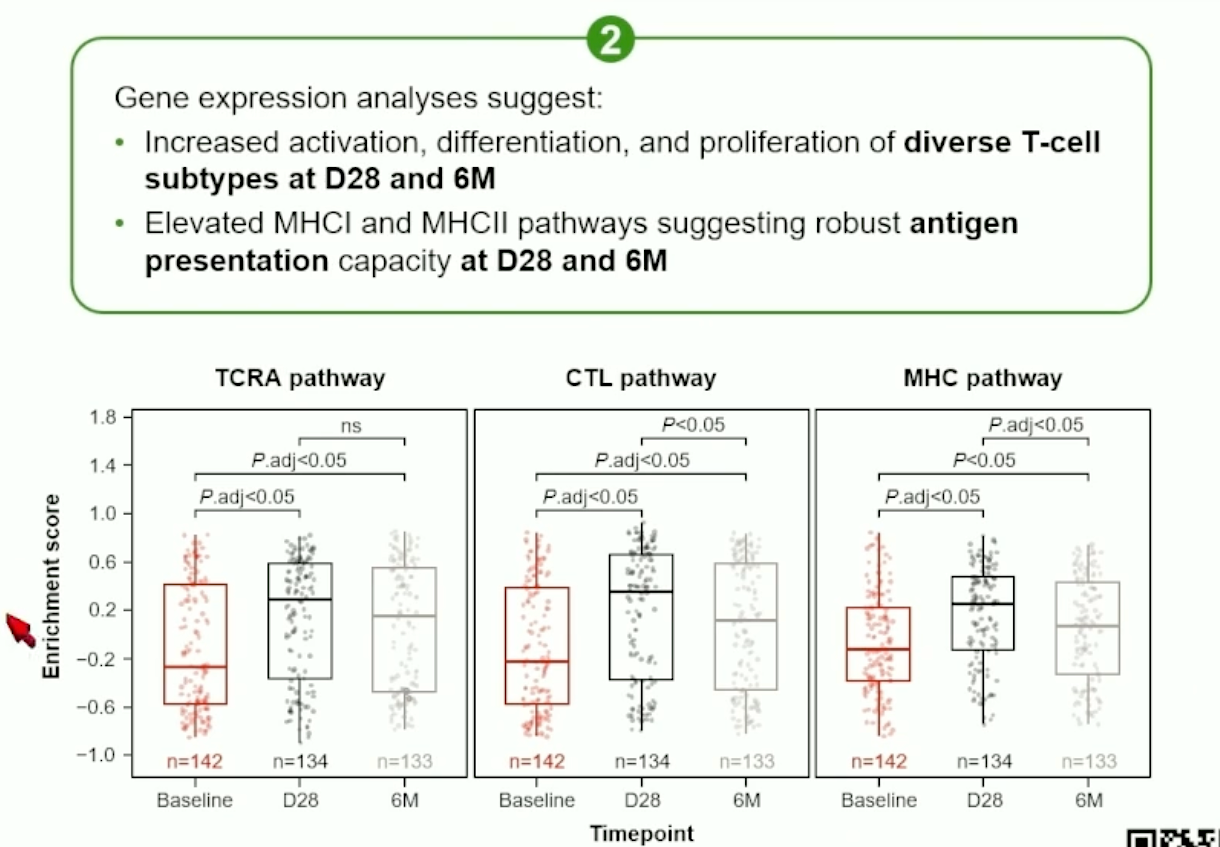 2
Gene expression analyses suggest:
• Increased activation, differentiation, and proliferation of diverse T-cell
subtypes at D28 and 6M
• Elevated MHCI and MHCII pathways suggesting robust antigen
presentation capacity at D28 and 6M
TCRA pathway
CTL pathway
MHC pathway
Enrichment score
1.8
1.4
1.0
0.6
0.2
−0.2
−0.6
−1.0
ns
P.adj<0.05
P.adj<0.05
n=142
n=134
n=133
Baseline
D28
6M
P<0.05
P.adj<0.05
P.adj<0.05
n=142
n=134
n=133
Baseline
D28
6M
P.adj<0.05
P<0.05
P.adj<0.05
n=142
n=134
n=133
Baseline
D28
6M
Timepoint